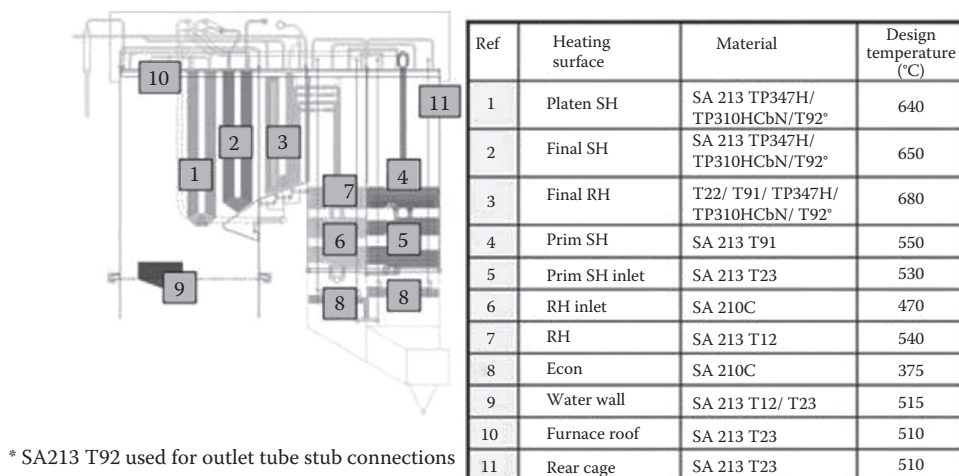 10
11
2
3
1
7
4
6
5
9
8
8
* SA213 T92 used for outlet tube stub connections
Ref Heating surface Material Design temperature (°C)
1 Platen SH SA 213 TP347H/ TP310HCbN/T92* 640
2 Final SH SA 213 TP347H/ TP310HCbN/T92* 650
3 Final RH T22/ T91/ TP347H/ TP310HCbN/ T92* 680
4 Prim SH SA 213 T91 550
5 Prim SH inlet SA 213 T23 530
6 RH inlet SA 210C 470
7 RH SA 213 T12 540
8 Econ SA 210C 375
9 Water wall SA 213 T12/ T23 515
10 Furnace roof SA 213 T23 510
11 Rear cage SA 213 T23 510